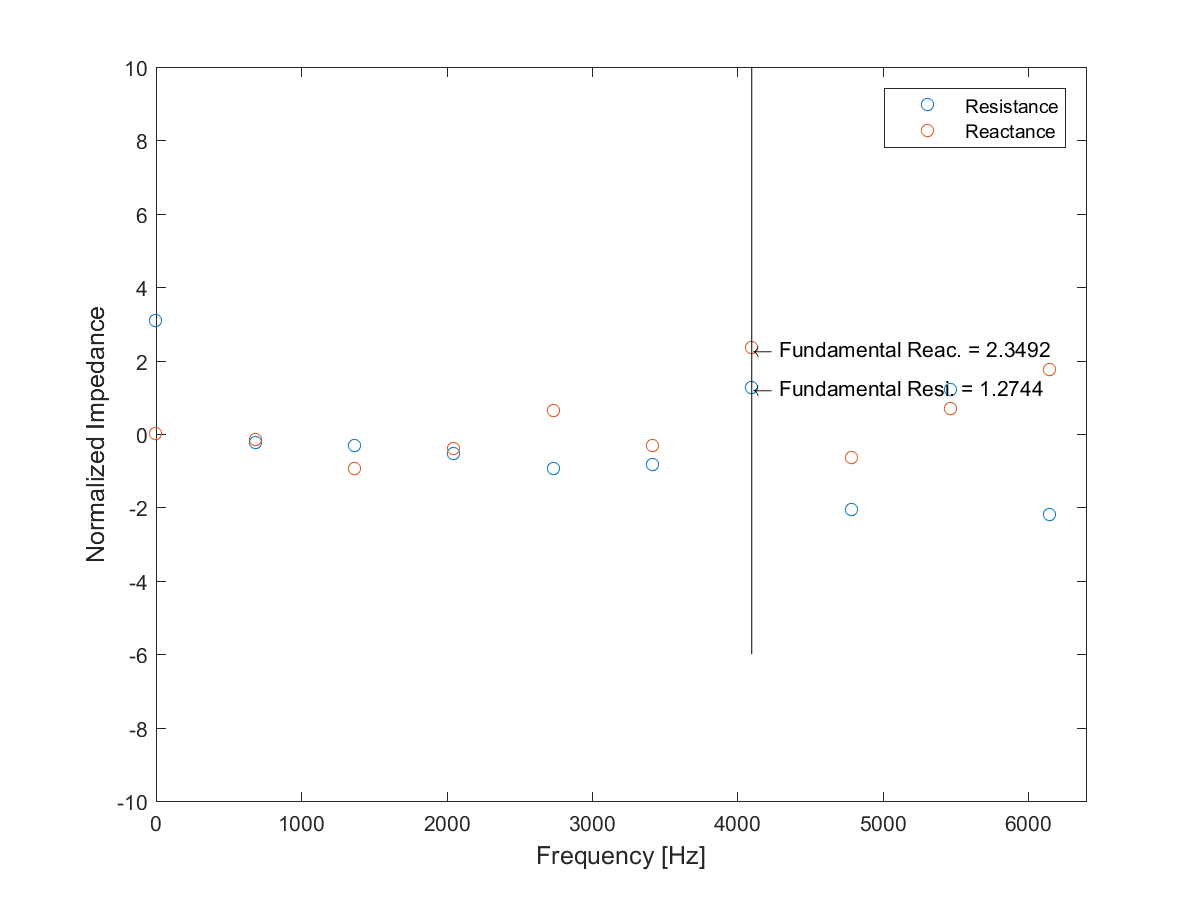 10
8
6
4
2
0
-2
-4
-6
-8
-10
Normalized Impedance
Resistance
Reactance
← Fundamental Reac. = 2.3492
← Fundamental Resi. = 1.2744
0 1000 2000 3000 4000 5000 6000
Frequency [Hz]